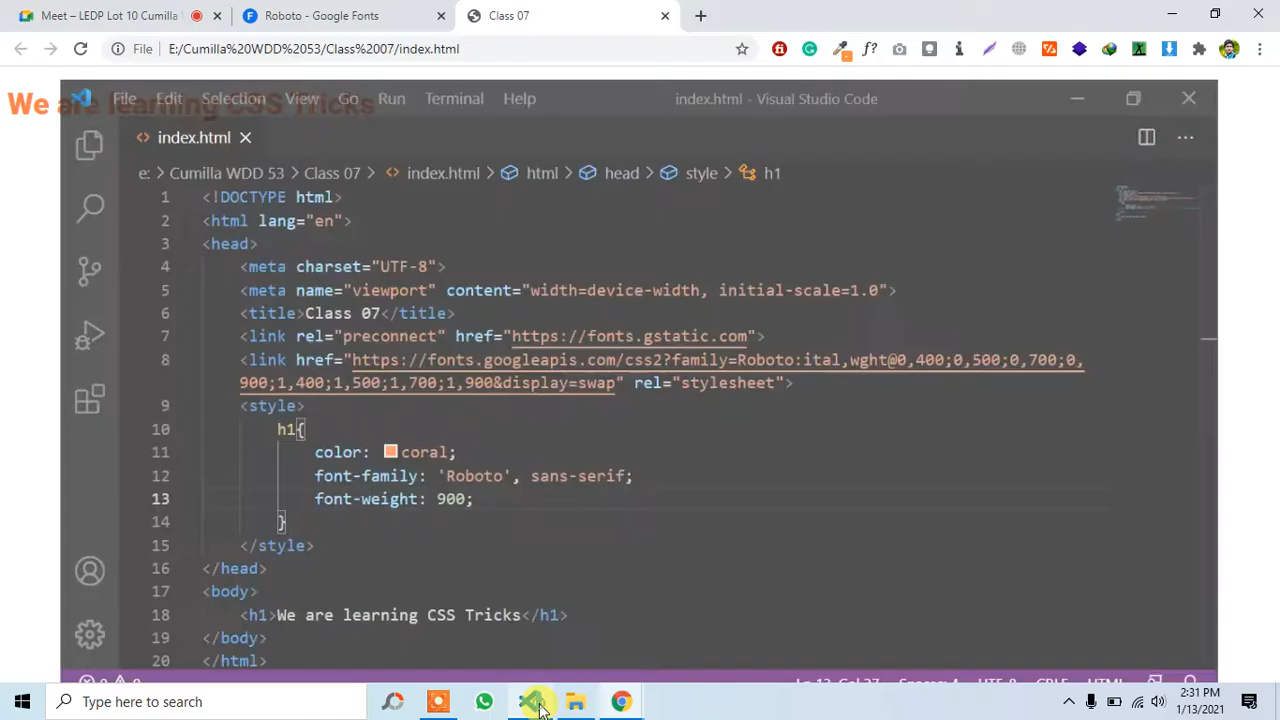 Meet – LEDP Lot 10 Cumilla
Roboto - Google Fonts
Class 07
File
E:/Cumilla%20WDD%2053/Class%2007/index.html
We are learning CSS Tricks
File Edit Selection View Go Run Terminal Help
index.html - Visual Studio Code
index.html
e: > Cumilla WDD 53 > Class 07 > index.html > html > head > style > h1
1 <!DOCTYPE html>
2 <html lang="en">
3 <head>
4 <meta charset="UTF-8">
5 <meta name="viewport" content="width=device-width, initial-scale=1.0">
6 <title>Class 07</title>
7 <link rel="preconnect" href="https://fonts.gstatic.com">
8 <link href="https://fonts.googleapis.com/css2?family=Roboto:ital,wght@0,400;0,500;0,700;0,
900;1,400;1,500;1,700;1,900&display=swap" rel="stylesheet">
9 <style>
10 h1{
11 color: coral;
12 font-family: 'Roboto', sans-serif;
13 font-weight: 900;
14 }
15 </style>
16 </head>
17 <body>
18 <h1>We are learning CSS Tricks</h1>
19 </body>
20 </html>
Type here to search
2:31 PM
1/13/2021